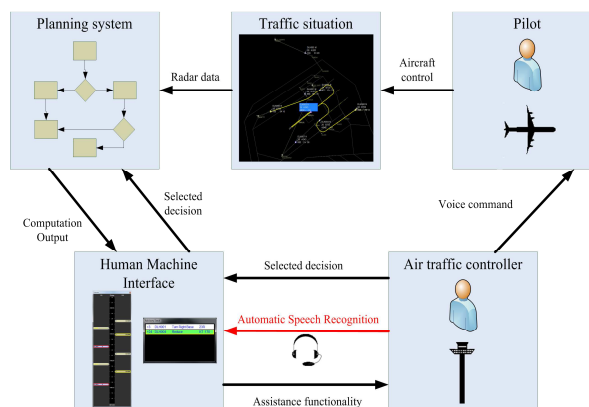 Planning system
Traffic situation
Pilot
Radar data
Aircraft
control
Computation
Output
Selected
decision
Voice command
Human Machine
Interface
Selected decision
Air traffic controller
Automatic Speech Recognition
Assistance functionality